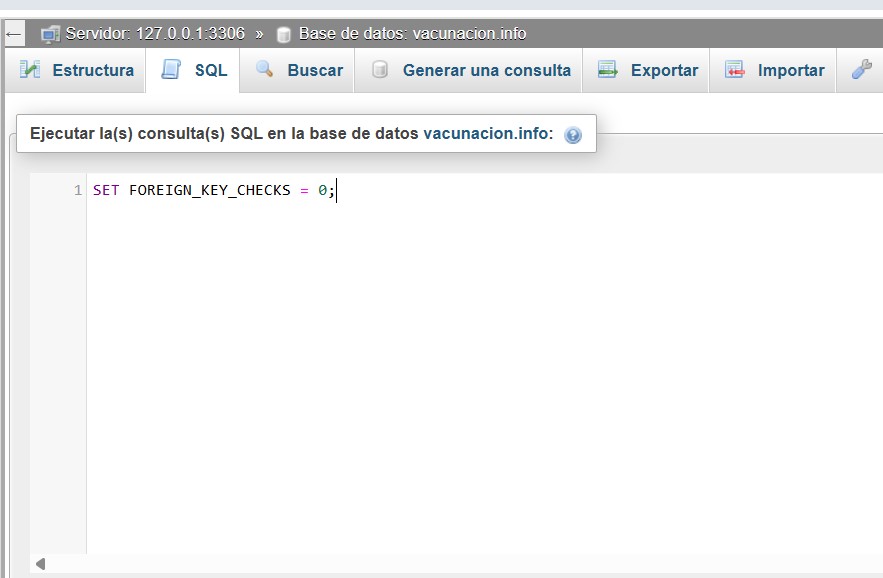 ← Servidor: 127.0.0.1:3306 » Base de datos: vacunacion.info
Estructura SQL Buscar Generar una consulta Exportar Importar
Ejecutar la(s) consulta(s) SQL en la base de datos vacunacion.info:
1 SET FOREIGN_KEY_CHECKS = 0;